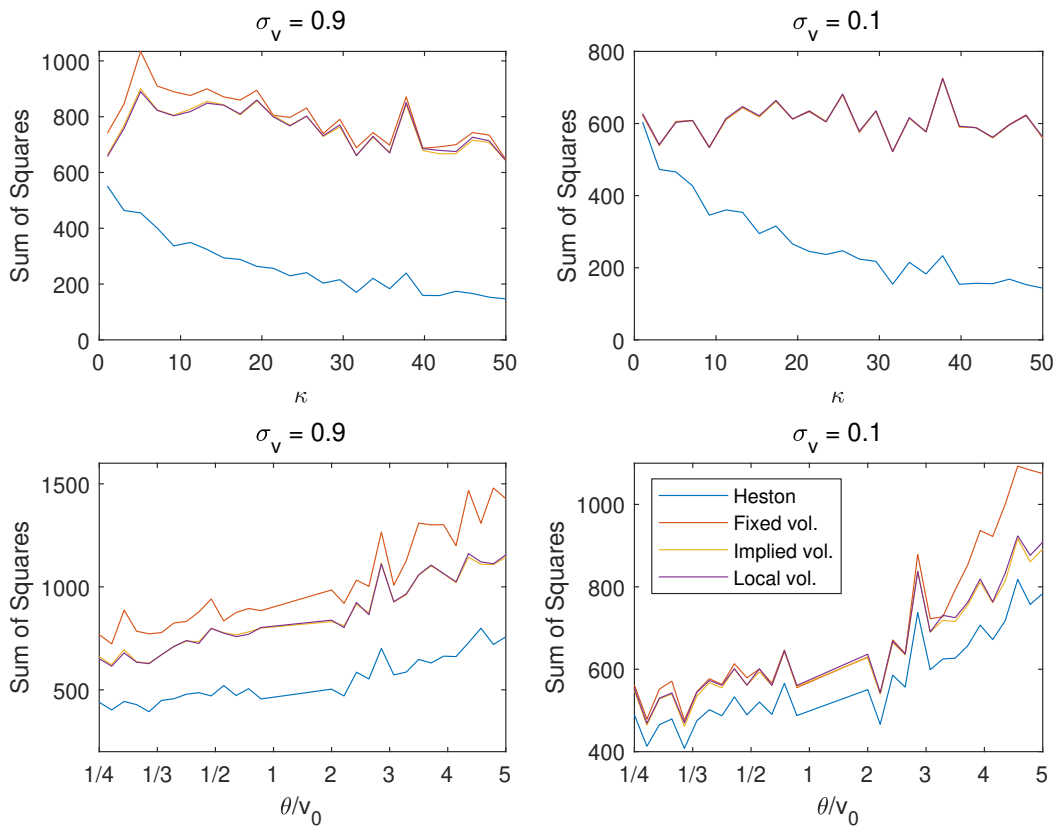 σv = 0.9
Sum of Squares
1000
800
600
400
200
0
0 10 20 30 40 50
κ
σv = 0.1
Sum of Squares
800
600
400
200
0
0 10 20 30 40 50
κ
σv = 0.9
Sum of Squares
1500
1000
500
1/4 1/3 1/2 1 2 3 4 5
θ/v0
σv = 0.1
Sum of Squares
1000
800
600
400
Heston
Fixed vol.
Implied vol.
Local vol.
1/4 1/3 1/2 1 2 3 4 5
θ/v0